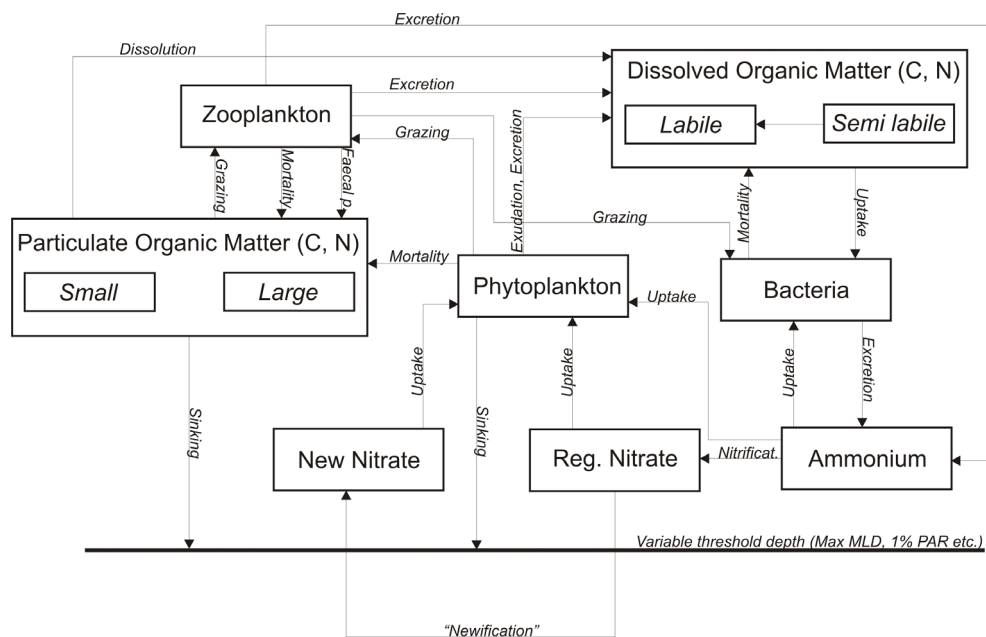 Excretion
Dissolution
Dissolved Organic Matter (C, N)
Excretion
Zooplankton
Labile
Semi labile
Grazing
Exudation, Excretion
Grazing
Mortality
Faecal p.
Mortality
Uptake
Grazing
Particulate Organic Matter (C, N)
Mortality
Small
Large
Phytoplankton
Uptake
Bacteria
Uptake
Uptake
Uptake
Excretion
Sinking
Sinking
New Nitrate
Reg. Nitrate
Nitrificat.
Ammonium
Variable threshold depth (Max MLD, 1% PAR etc.)
“Newification”